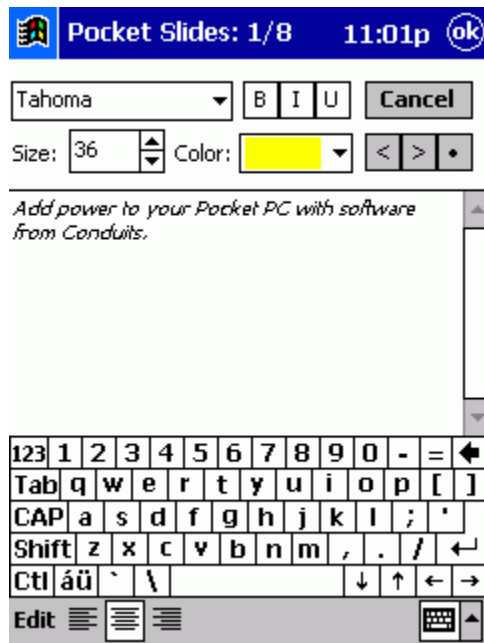 Pocket Slides: 1/8 11:01p ok
Tahoma B I U Cancel
Size: 36 Color: < > •
Add power to your Pocket PC with software
from Conduits.
123 1 2 3 4 5 6 7 8 9 0 - = 🡸
Tab q w e r t y u i o p [ ]
CAP a s d f g h j k l ; '
Shift z x c v b n m , . / ↵
Ctl áü ` \ ↓ ↑ ← →
Edit